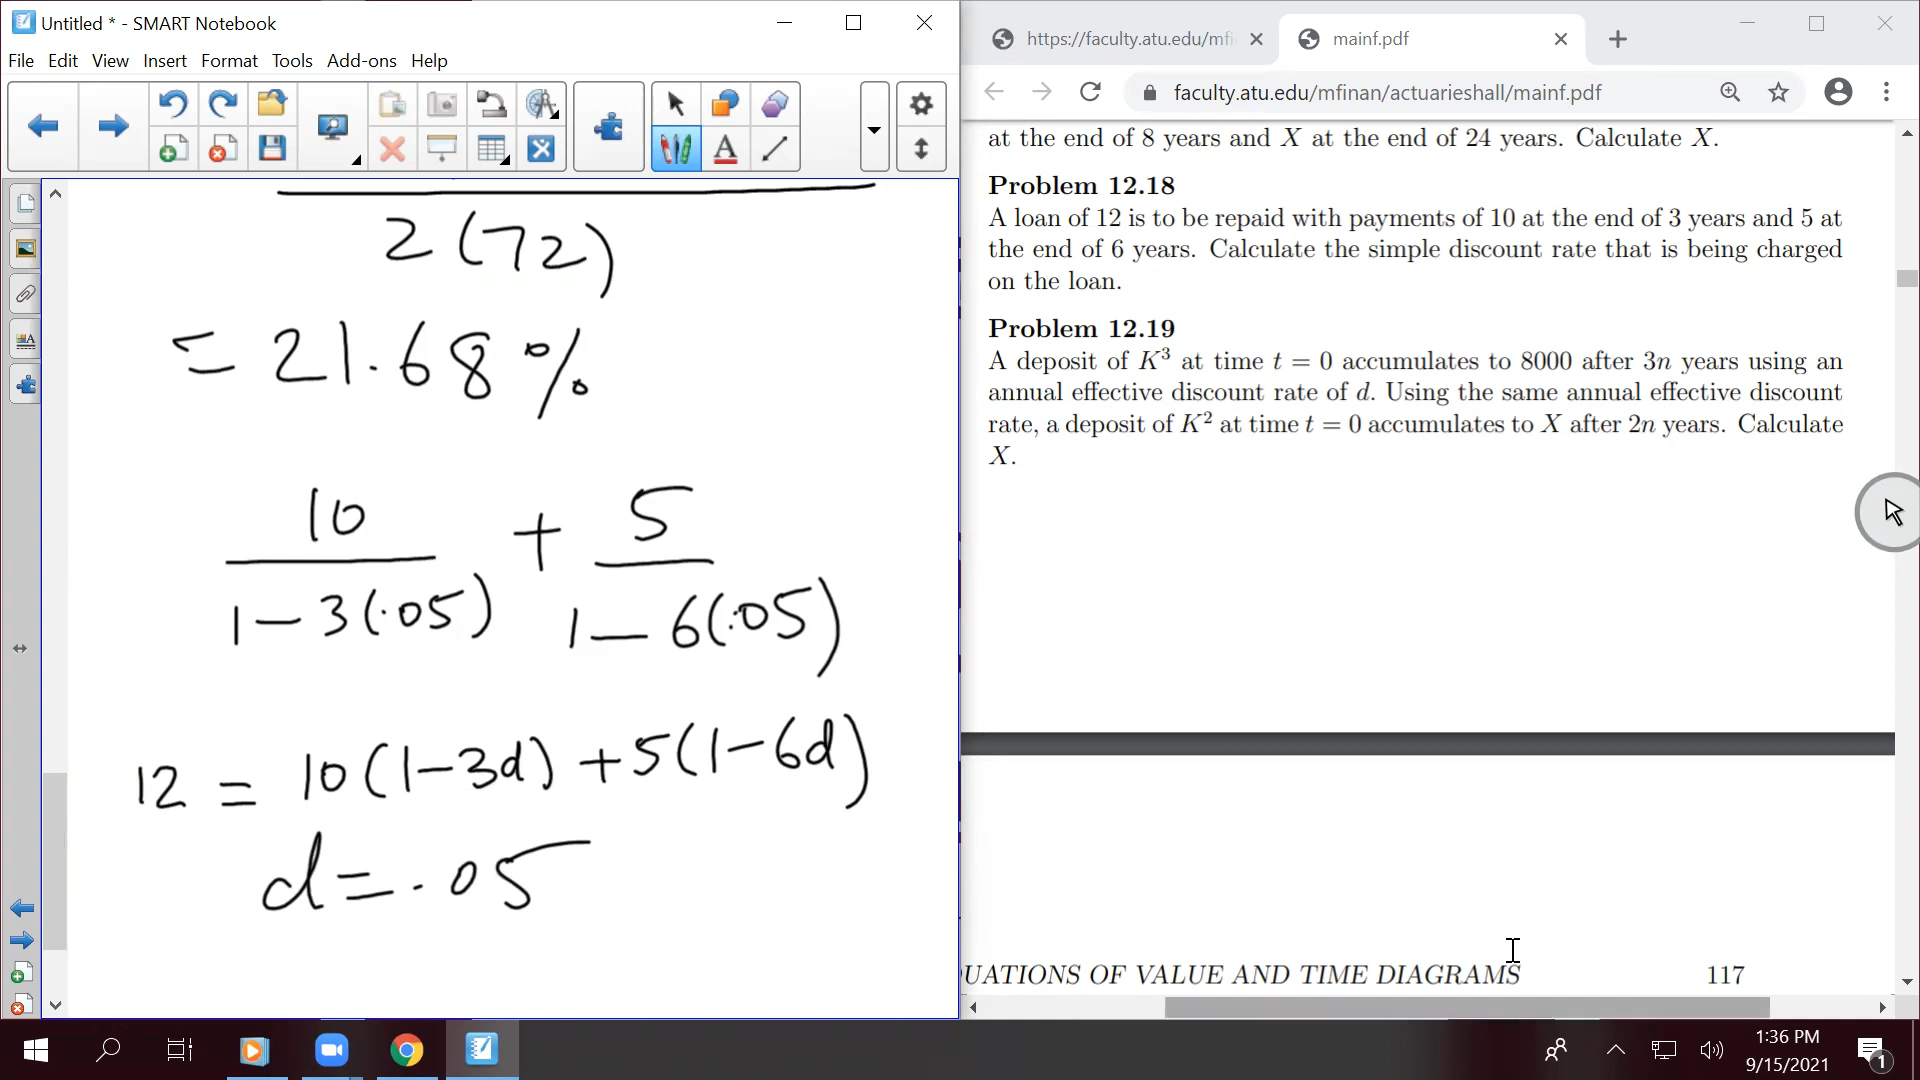 Untitled * - SMART Notebook
File Edit View Insert Format Tools Add-ons Help
2(72)
= 21.68%
10 + 5
1-3(.05) 1-6(.05)
12 = 10(1-3d) +5(1-6d)
d=.05
https://faculty.atu.edu/mfi
mainf.pdf
faculty.atu.edu/mfinan/actuarieshall/mainf.pdf
at the end of 8 years and X at the end of 24 years. Calculate X.
Problem 12.18
A loan of 12 is to be repaid with payments of 10 at the end of 3 years and 5 at
the end of 6 years. Calculate the simple discount rate that is being charged
on the loan.
Problem 12.19
A deposit of K³ at time t = 0 accumulates to 8000 after 3n years using an
annual effective discount rate of d. Using the same annual effective discount
rate, a deposit of K² at time t = 0 accumulates to X after 2n years. Calculate
X.
UATIONS OF VALUE AND TIME DIAGRAMS 117
1:36 PM
9/15/2021
1